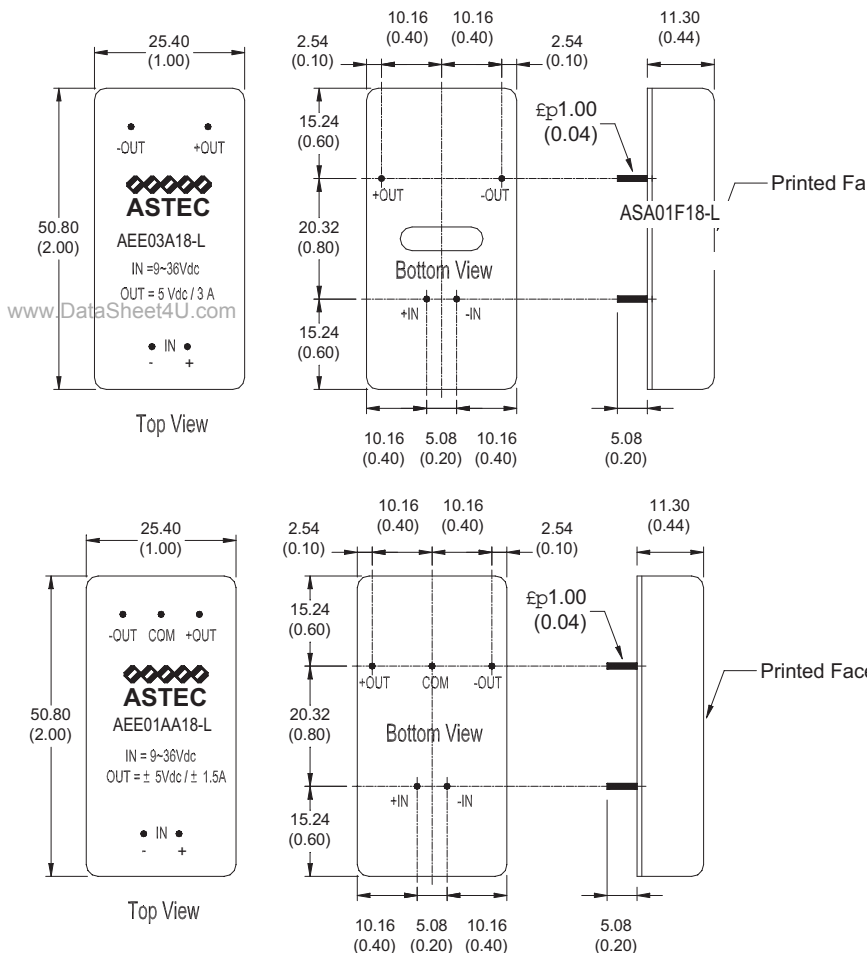 10.16 10.16
25.40 2.54 (0.40) (0.40) 2.54 11.30
(1.00) (0.10) (0.10) (0.44)
£p1.00
(0.04)
15.24
(0.60)
-OUT +OUT
ASTEC
AEE03A18-L
IN =9~36Vdc
OUT = 5 Vdc / 3 A
50.80
(2.00)
www.DataSheet4U.com
IN
- +
Top View
+OUT -OUT
20.32
(0.80)
Bottom View
+IN -IN
15.24
(0.60)
10.16 5.08 10.16
(0.40) (0.20) (0.40)
ASA01F18-L
Printed Fa
5.08
(0.20)
10.16 10.16
25.40 2.54 (0.40) (0.40) 2.54 11.30
(1.00) (0.10) (0.10) (0.44)
£p1.00
(0.04)
15.24
(0.60)
-OUT COM +OUT
ASTEC
AEE01AA18-L
IN = 9~36Vdc
OUT = ± 5Vdc / ± 1.5A
50.80
(2.00)
IN
- +
Top View
+OUT COM -OUT
20.32
(0.80)
Bottom View
+IN -IN
15.24
(0.60)
10.16 5.08 10.16
(0.40) (0.20) (0.40)
Printed Face
5.08
(0.20)